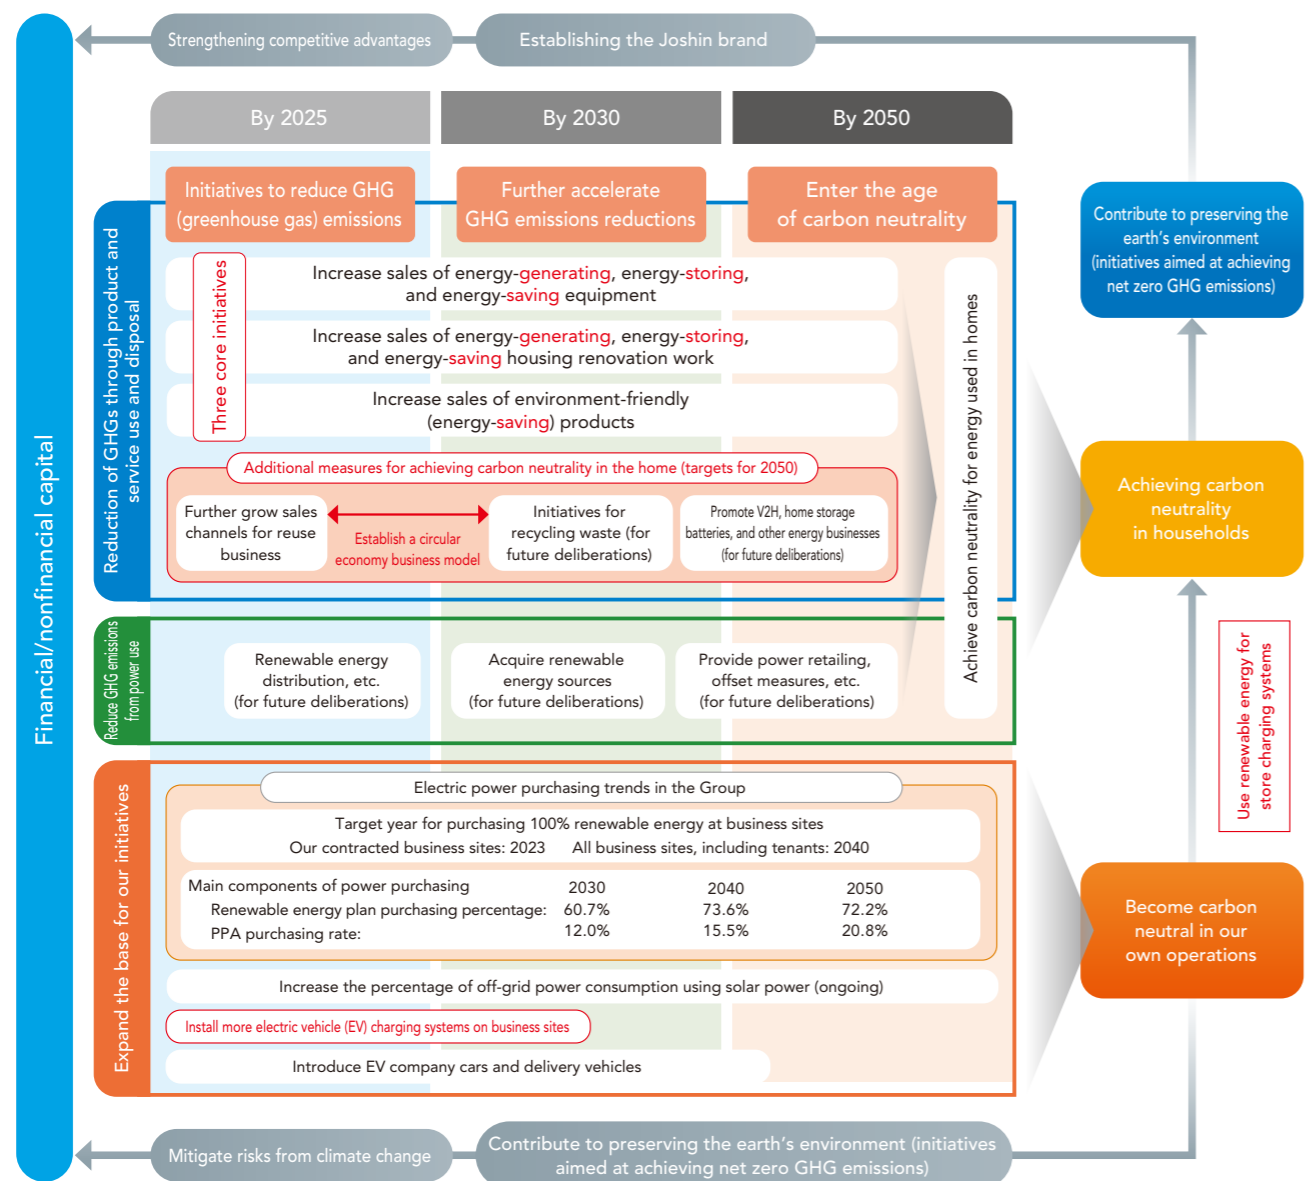 Strengthening competitive advantages
Establishing the Joshin brand
Financial/nonfinancial capital
By 2025
By 2030
By 2050
Initiatives to reduce GHG
(greenhouse gas) emissions
Further accelerate
GHG emissions reductions
Enter the age
of carbon neutrality
Reduction of GHGs through product and
service use and disposal
Three core initiatives
Increase sales of energy-generating, energy-storing,
and energy-saving equipment
Increase sales of energy-generating, energy-storing,
and energy-saving housing renovation work
Increase sales of environment-friendly
(energy-saving) products
Additional measures for achieving carbon neutrality in the home (targets for 2050)
Further grow sales
channels for reuse
business
Establish a circular
economy business model
Initiatives for
recycling waste (for
future deliberations)
Promote V2H, home storage
batteries, and other energy businesses
(for future deliberations)
Achieve carbon neutrality for energy used in homes
Reduce GHG emissions
from power use
Renewable energy
distribution, etc.
(for future deliberations)
Acquire renewable
energy sources
(for future deliberations)
Provide power retailing,
offset measures, etc.
(for future deliberations)
Expand the base for our initiatives
Electric power purchasing trends in the Group
Target year for purchasing 100% renewable energy at business sites
Our contracted business sites: 2023 All business sites, including tenants: 2040
Main components of power purchasing 2030 2040 2050
Renewable energy plan purchasing percentage: 60.7% 73.6% 72.2%
PPA purchasing rate: 12.0% 15.5% 20.8%
Increase the percentage of off-grid power consumption using solar power (ongoing)
Install more electric vehicle (EV) charging systems on business sites
Introduce EV company cars and delivery vehicles
Contribute to preserving the
earth's environment
(initiatives aimed at achieving
net zero GHG emissions)
Achieving carbon
neutrality
in households
Use renewable energy for
store charging systems
Become carbon
neutral in our
own operations
Mitigate risks from climate change
Contribute to preserving the earth's environment (initiatives
aimed at achieving net zero GHG emissions)